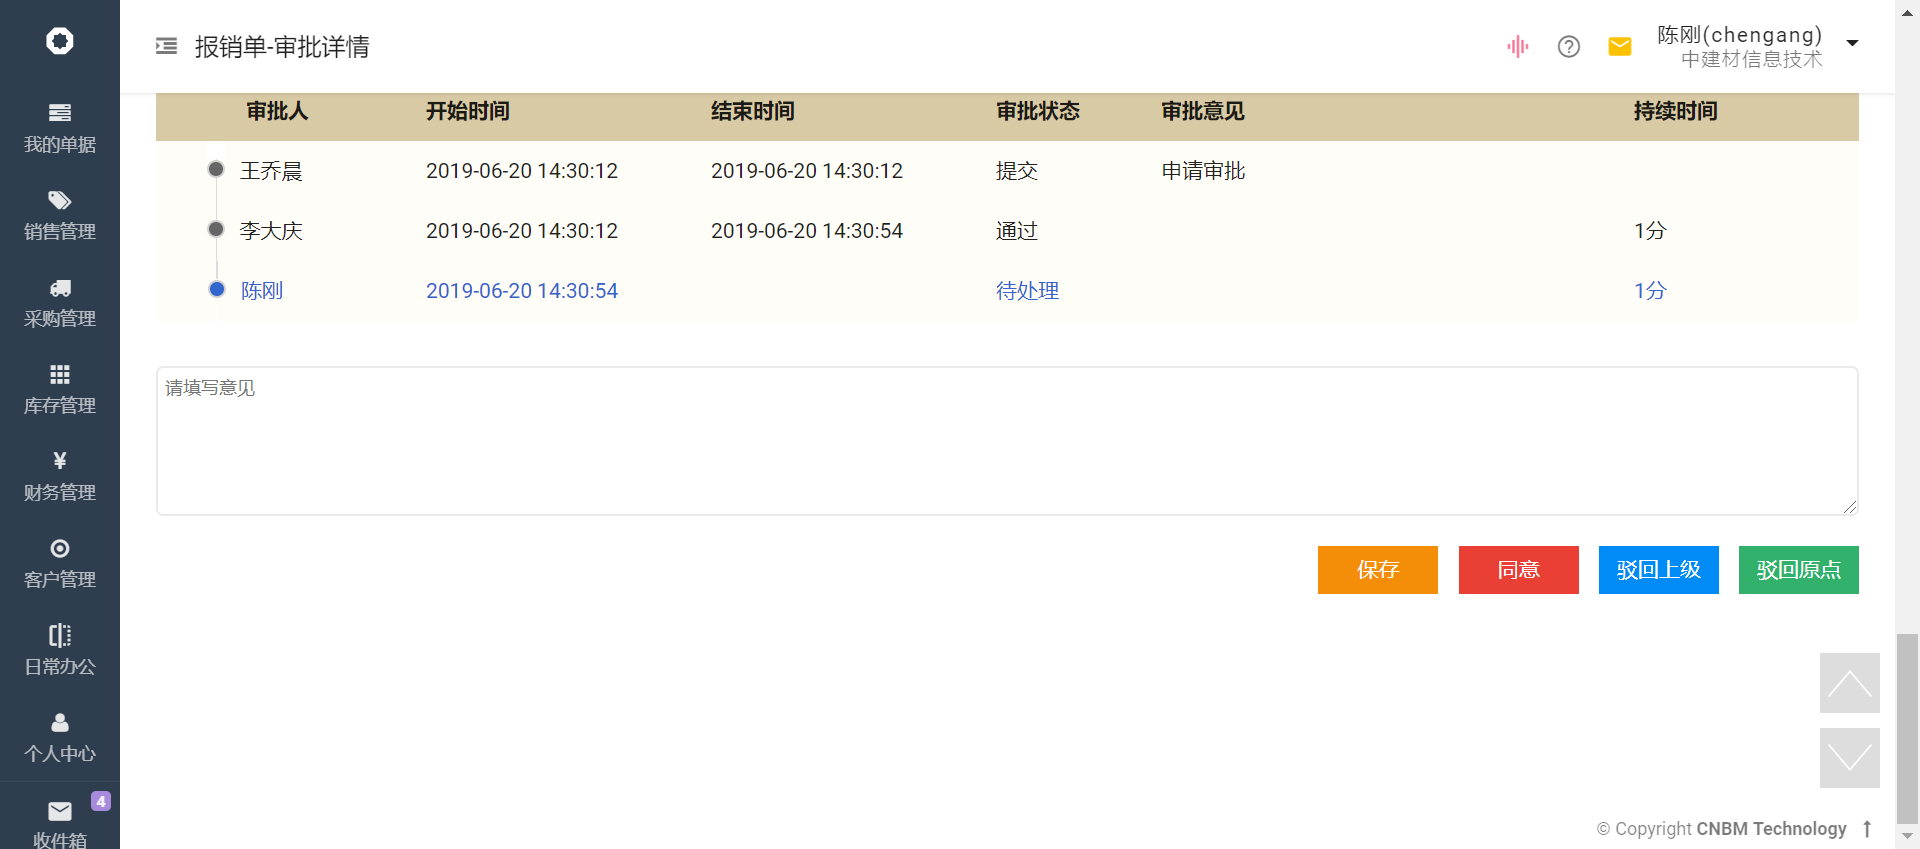 报销单-审批详情
陈刚(chengang)
中建材信息技术
我的单据
销售管理
采购管理
库存管理
¥
财务管理
客户管理
日常办公
个人中心
4
收件箱
审批人 开始时间 结束时间 审批状态 审批意见 持续时间
王乔晨 2019-06-20 14:30:12 2019-06-20 14:30:12 提交 申请审批
李大庆 2019-06-20 14:30:12 2019-06-20 14:30:54 通过 1分
陈刚 2019-06-20 14:30:54 待处理 1分
请填写意见
保存 同意 驳回上级 驳回原点
© Copyright CNBM Technology